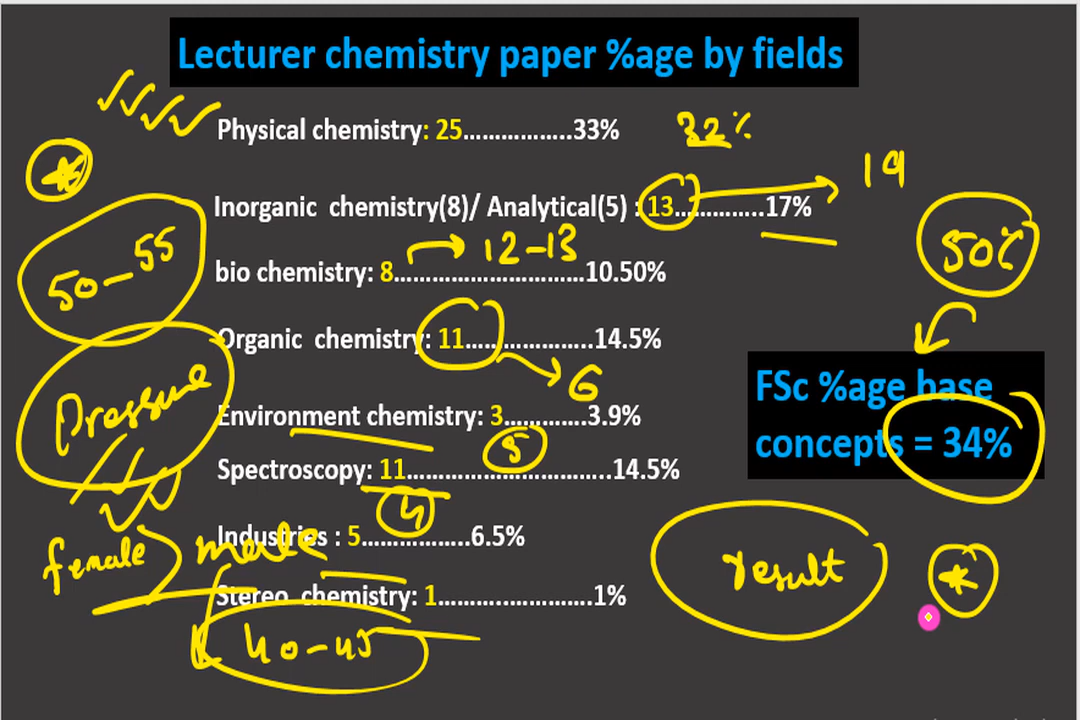 Lecturer chemistry paper %age by fields
Physical chemistry: 25................33% 32%
19
Inorganic chemistry(8)/ Analytical(5) : 13..............17%
12-13
50-55
50%
bio chemistry: 8..............................10.50%
Organic chemistry: 11....................14.5%
6
Pressure
FSc %age base
concepts = 34%
Environment chemistry: 3.............3.9%
5
Spectroscopy: 11................................14.5%
4
Industries : 5.................6.5%
female male
result
Stereo chemistry: 1.........................1%
40-45